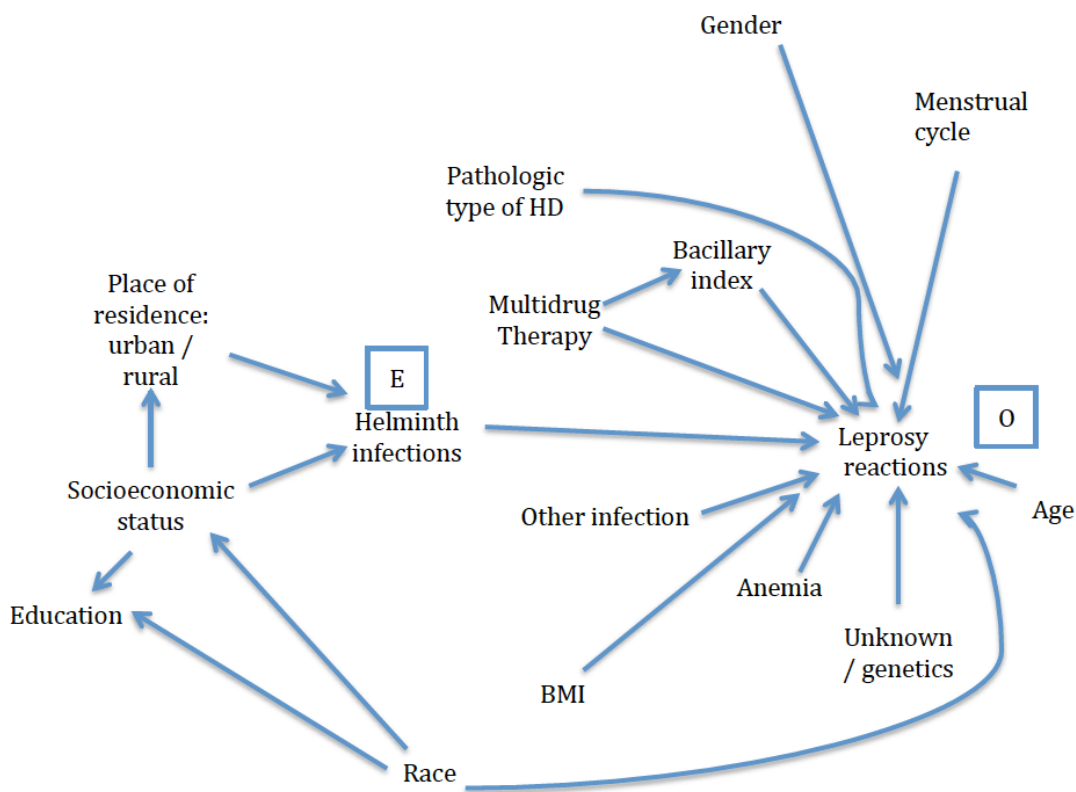 Gender
Menstrual
cycle
Pathologic
type of HD
Bacillary
index
Place of
residence:
urban /
rural
Multidrug
Therapy
E
Helminth
infections
O
Leprosy
reactions
Socioeconomic
status
Other infection
Age
Anemia
Education
Unknown
/ genetics
BMI
Race